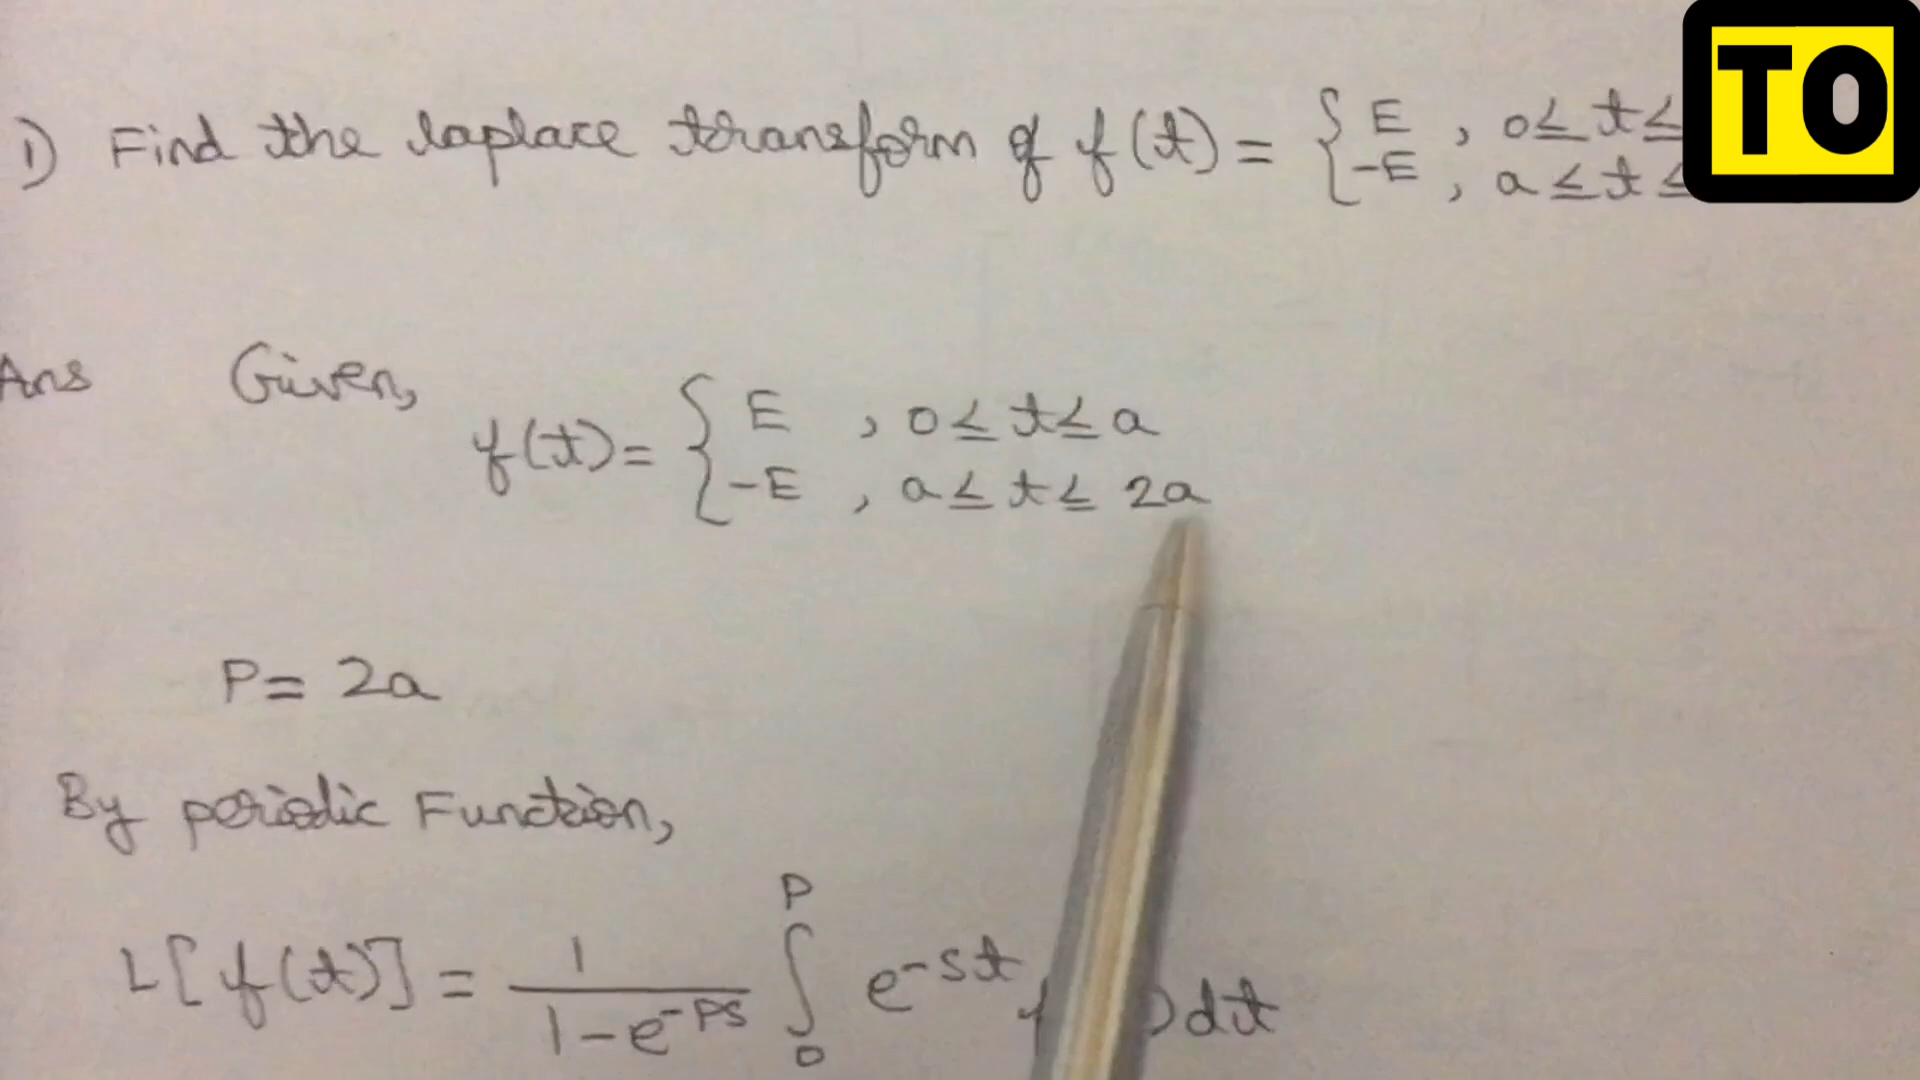 1) Find the laplace transform of f(t) = { E , 0 ≤ t ≤
-E , a ≤ t ≤
TO
Ans Given,
f(t) = { E , 0 ≤ t ≤ a
-E , a ≤ t ≤ 2a
P = 2a
By periodic Function,
L[f(t)] = 1/(1-e^-PS) ∫₀^P e^-st f( ) dt